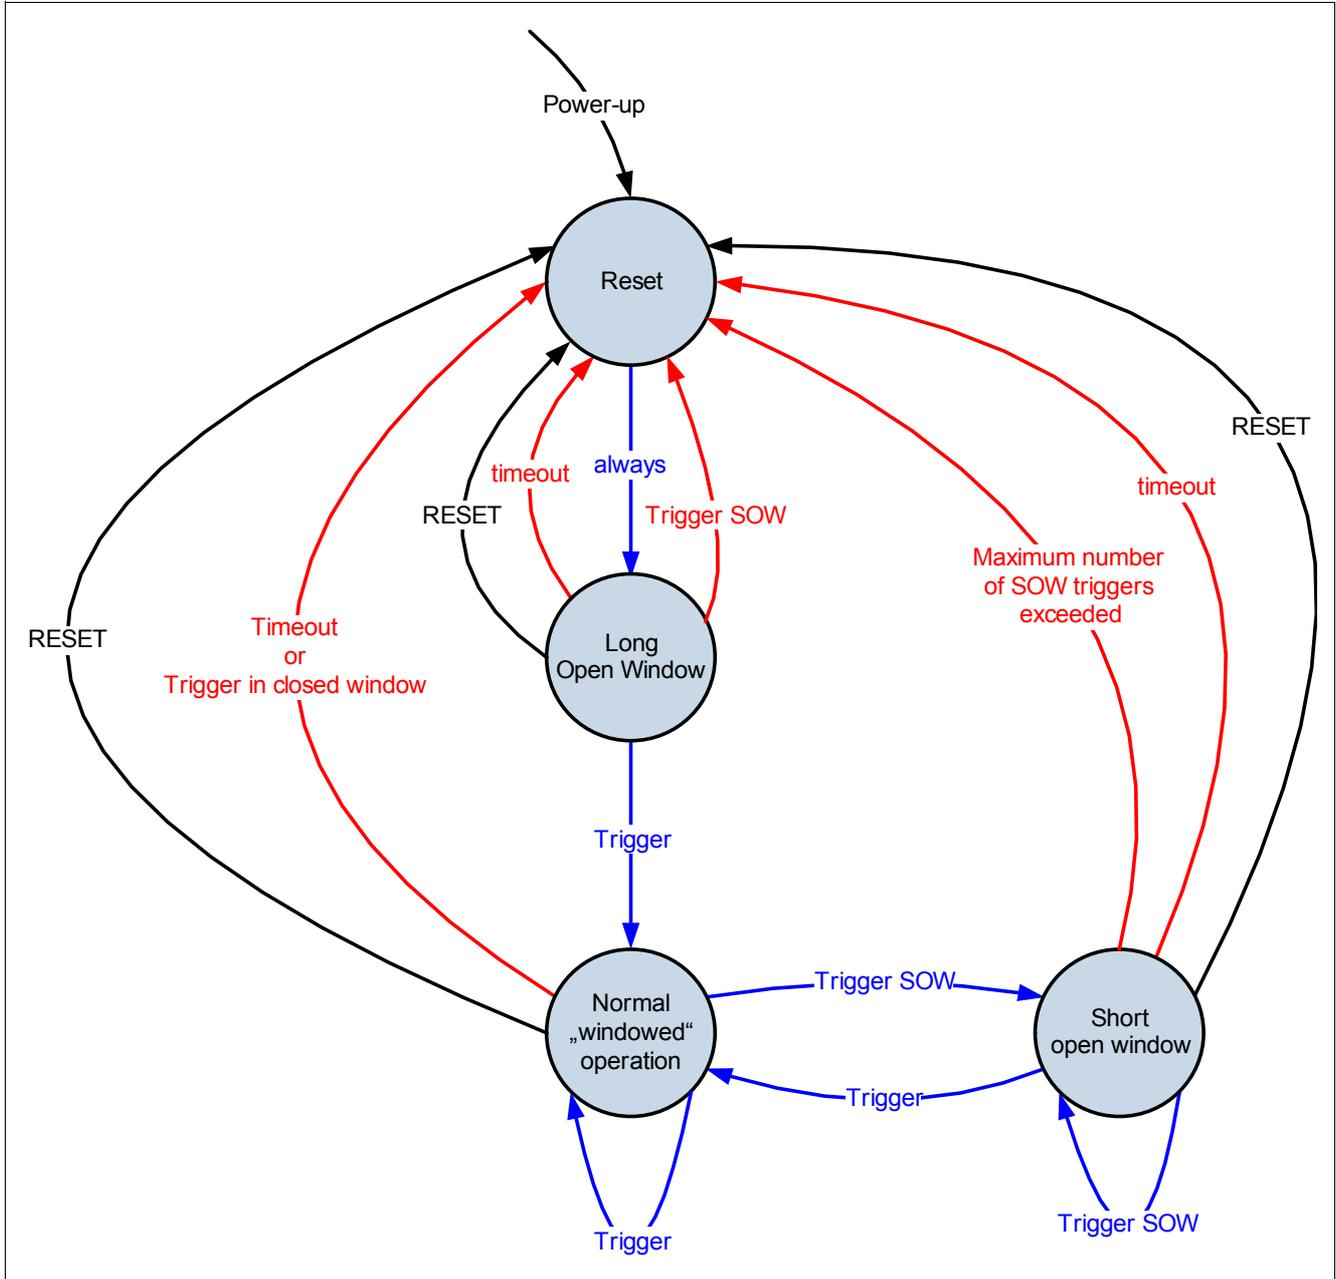 Power-up
Reset
RESET
timeout
always
timeout
RESET
Trigger SOW
Maximum number
of SOW triggers
exceeded
Timeout
or
Trigger in closed window
RESET
Long
Open Window
Trigger
Normal
„windowed“
operation
Trigger SOW
Short
open window
Trigger
Trigger
Trigger SOW